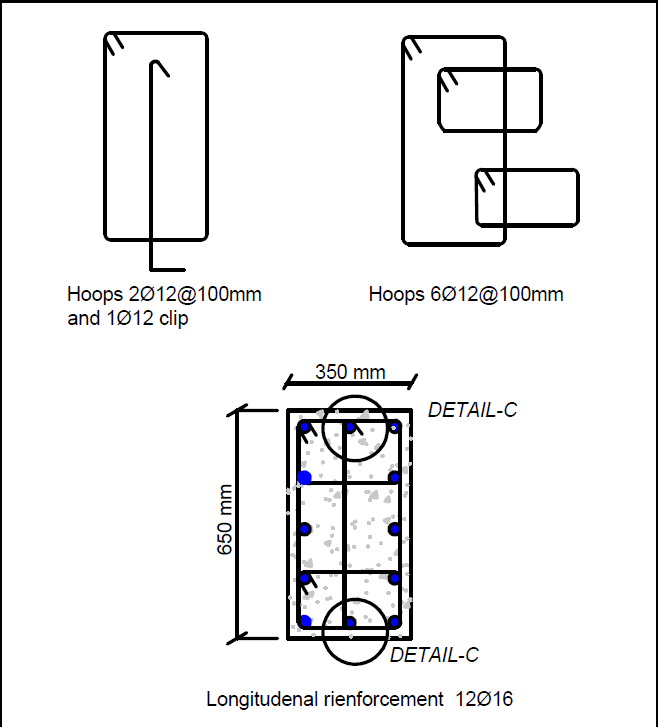 Hoops 2Ø12@100mm
and 1Ø12 clip
Hoops 6Ø12@100mm
350 mm
DETAIL-C
650 mm
DETAIL-C
Longitudenal rienforcement 12Ø16